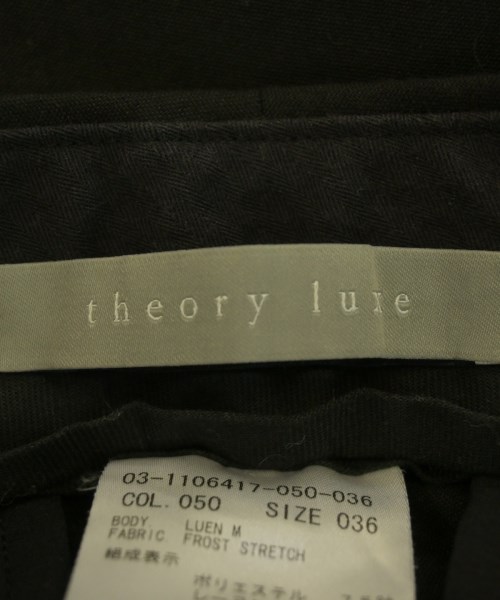 theory luxe
03-1106417-050-036
COL. 050 SIZE 036
BODY LUEN M
FABRIC FROST STRETCH
組成表示
ポリエステル